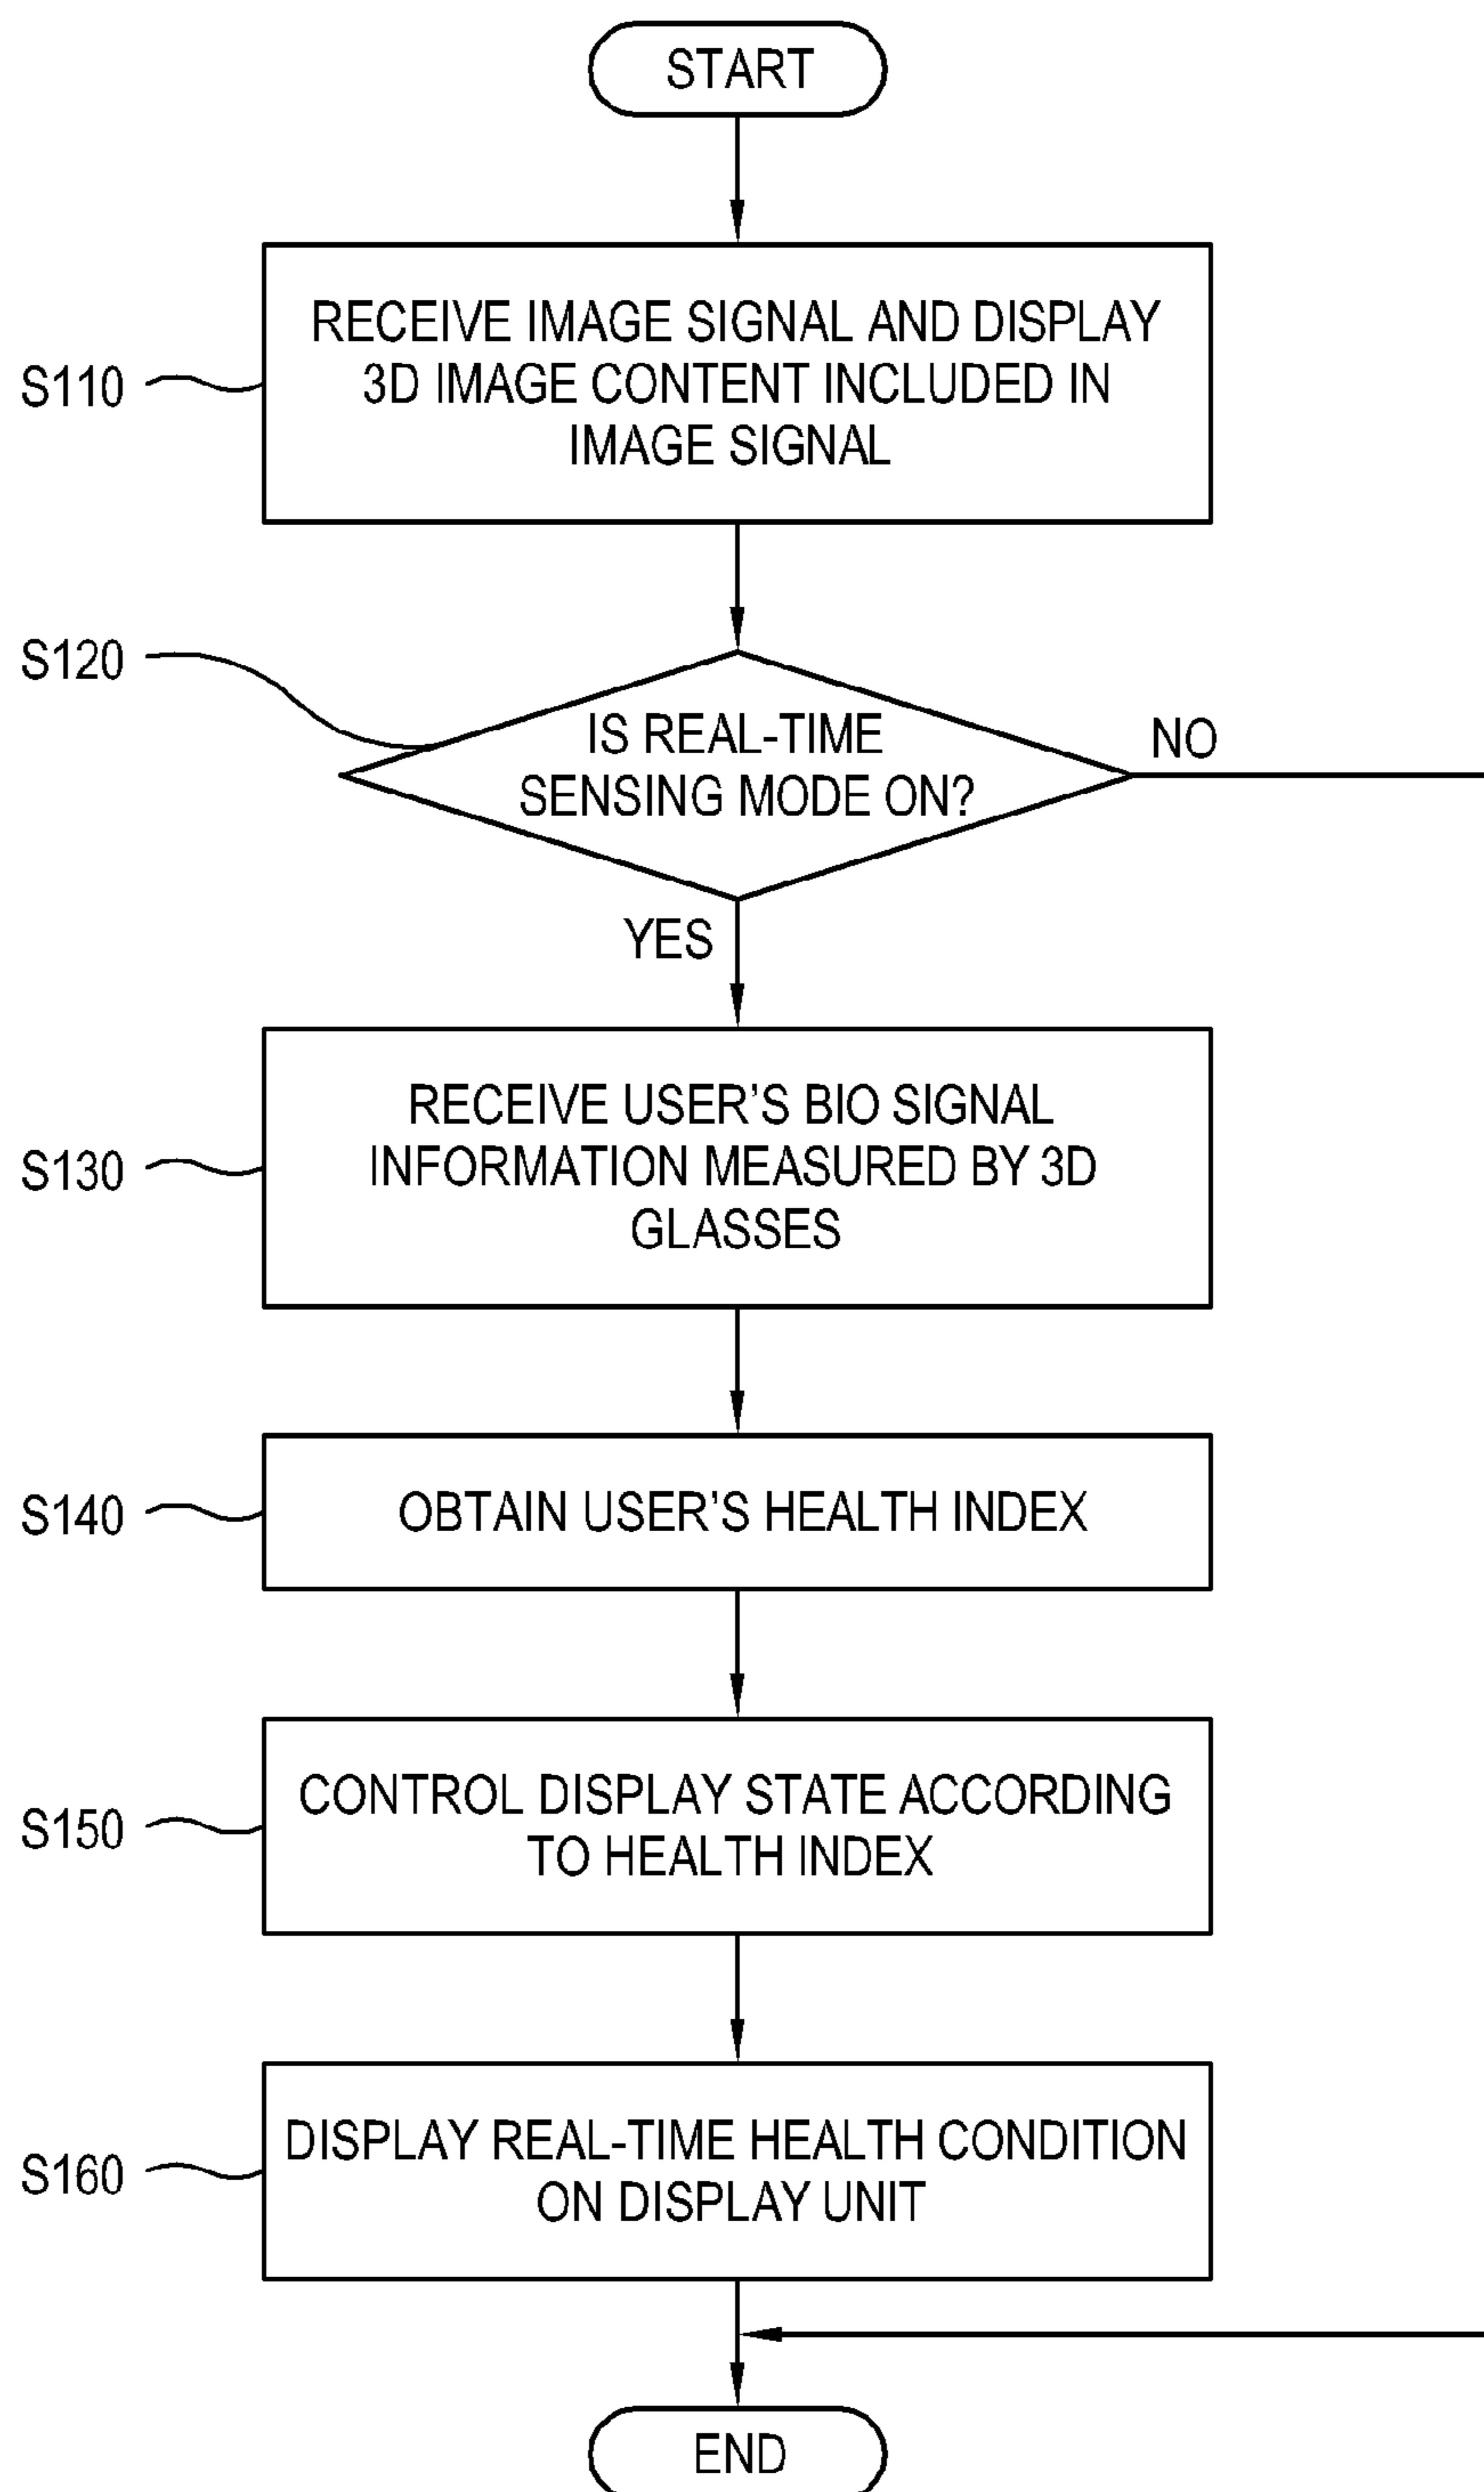 START
S110
RECEIVE IMAGE SIGNAL AND DISPLAY
3D IMAGE CONTENT INCLUDED IN
IMAGE SIGNAL
S120
IS REAL-TIME
SENSING MODE ON?
NO
YES
S130
RECEIVE USER'S BIO SIGNAL
INFORMATION MEASURED BY 3D
GLASSES
S140
OBTAIN USER'S HEALTH INDEX
S150
CONTROL DISPLAY STATE ACCORDING
TO HEALTH INDEX
S160
DISPLAY REAL-TIME HEALTH CONDITION
ON DISPLAY UNIT
END